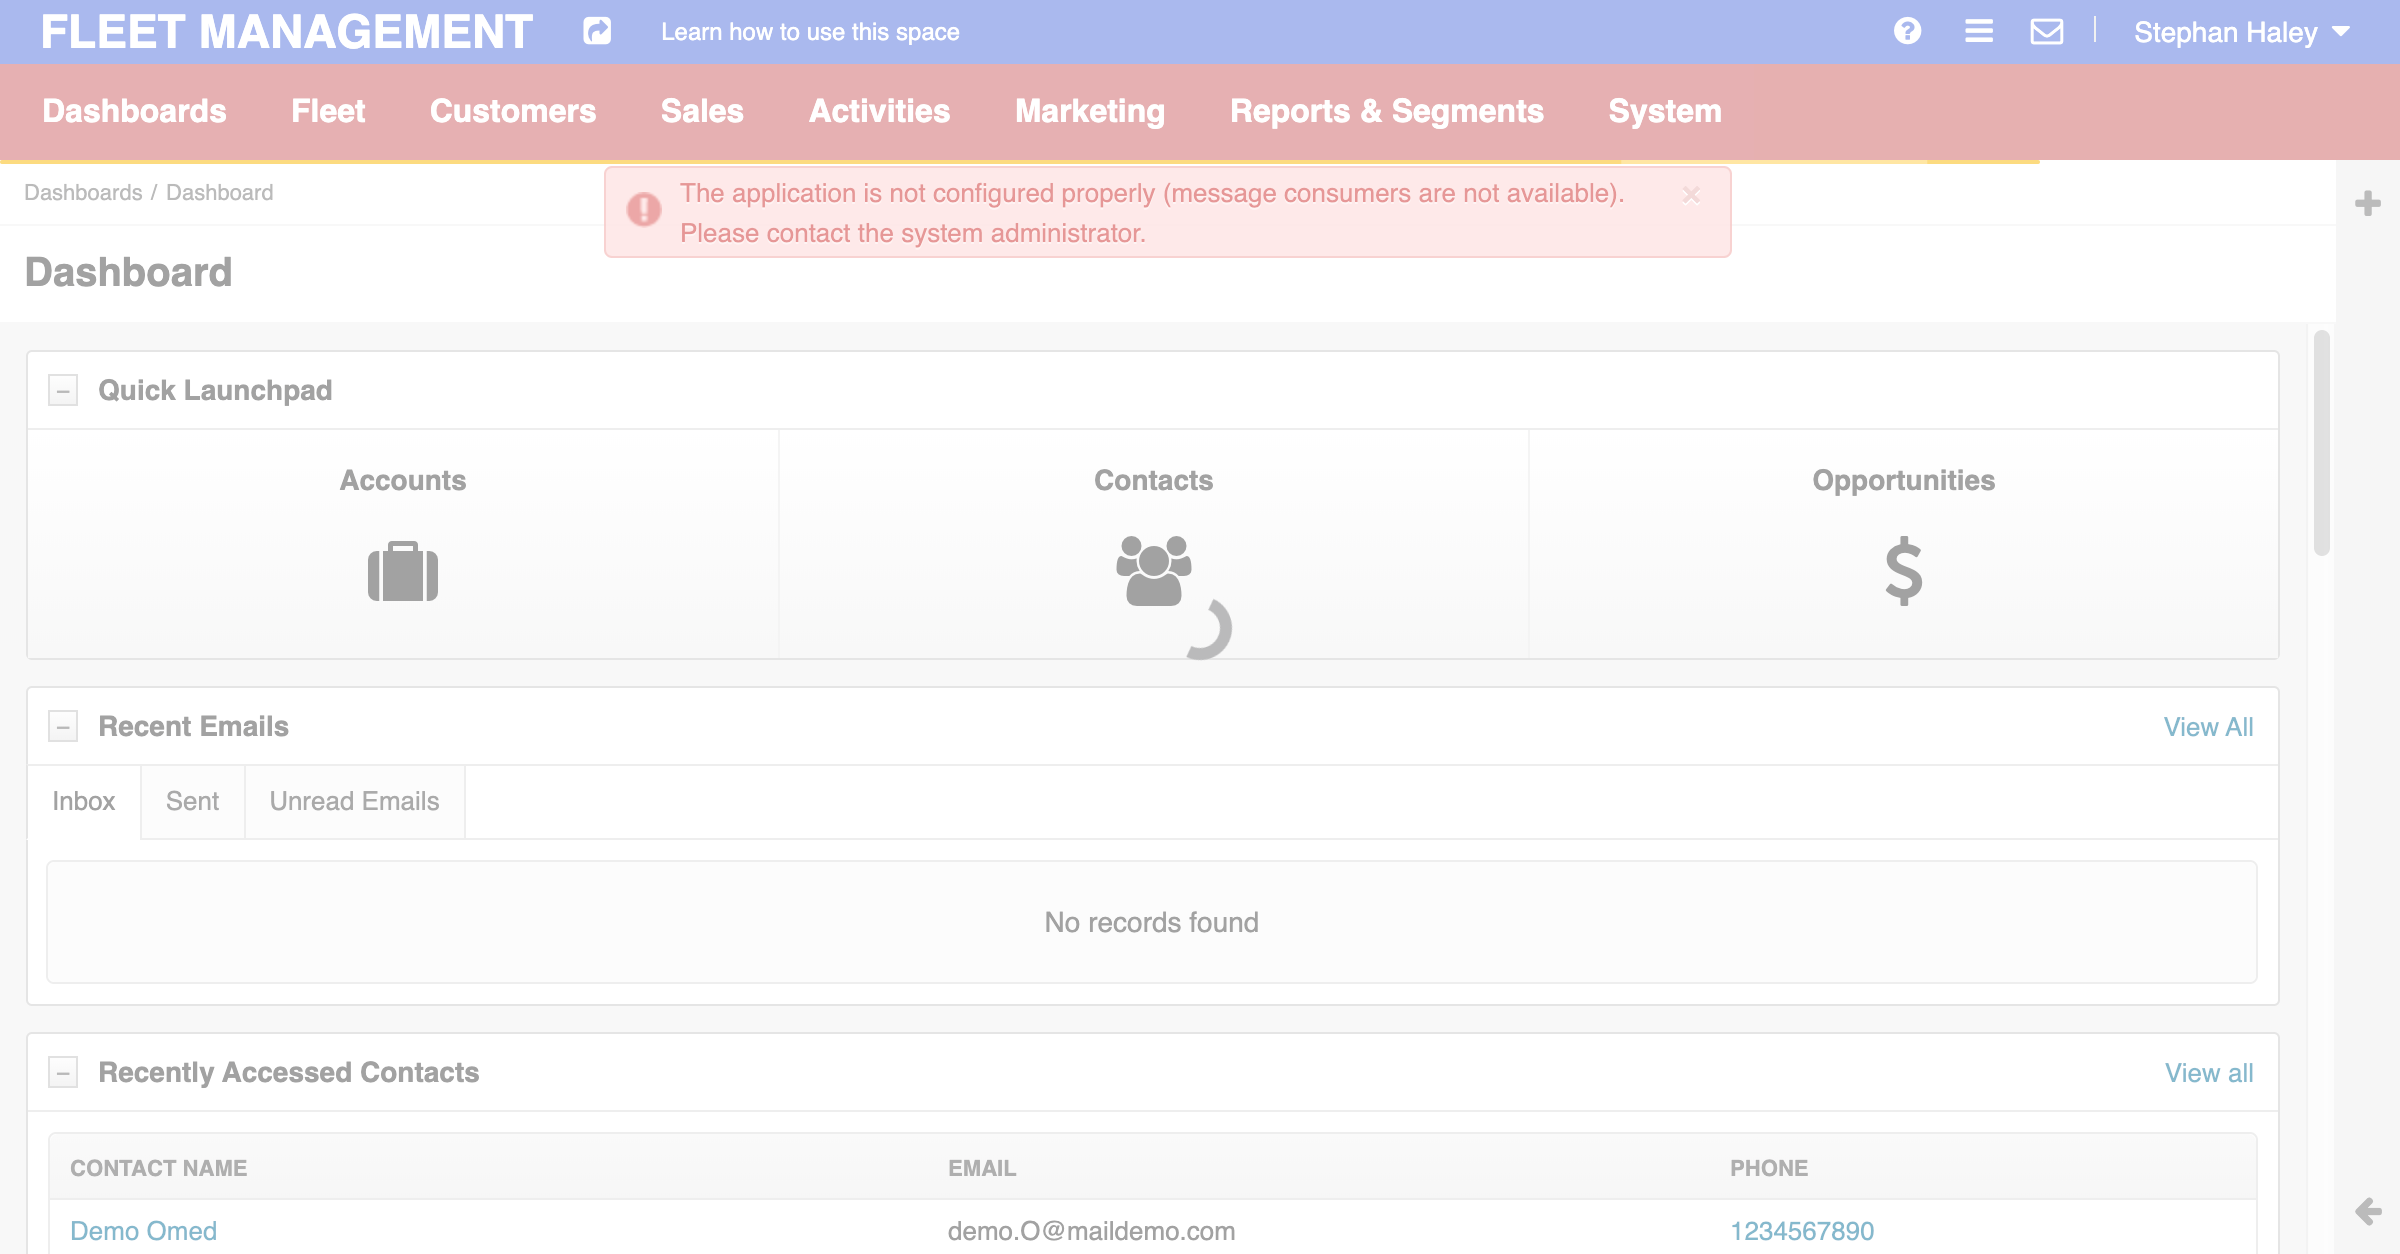 FLEET MANAGEMENT
Learn how to use this space
Stephan Haley
Dashboards
Fleet
Customers
Sales
Activities
Marketing
Reports & Segments
System
Dashboards / Dashboard
The application is not configured properly (message consumers are not available).
Please contact the system administrator.
Dashboard
Quick Launchpad
Accounts
Contacts
Opportunities
Recent Emails
View All
Inbox
Sent
Unread Emails
No records found
Recently Accessed Contacts
View all
CONTACT NAME
EMAIL
PHONE
Demo Omed
demo.O@maildemo.com
1234567890